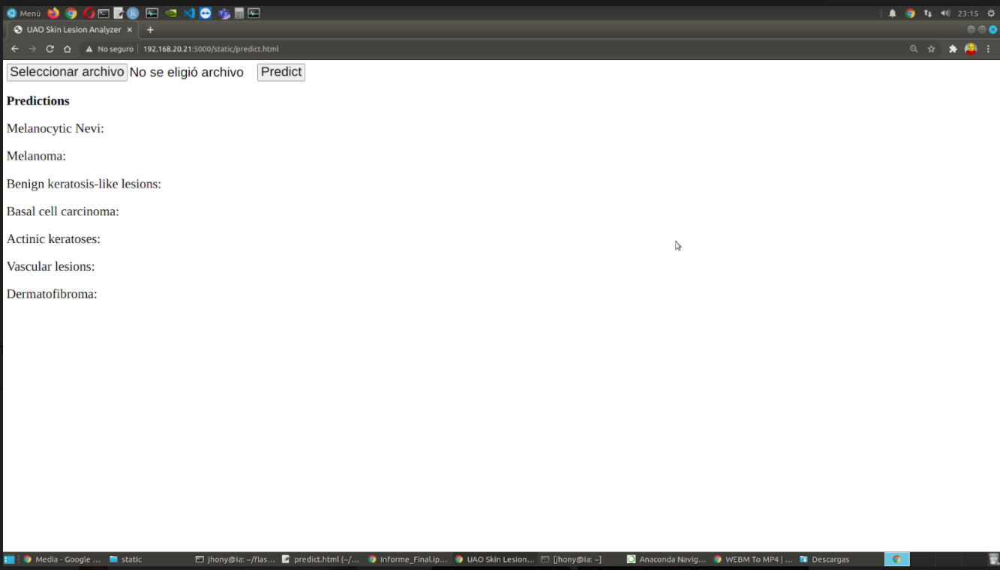 Menú 23:15
UAO Skin Lesion Analyzer
No seguro 192.168.20.21:5000/static/predict.html
Seleccionar archivo No se eligió archivo Predict
Predictions
Melanocytic Nevi:
Melanoma:
Benign keratosis-like lesions:
Basal cell carcinoma:
Actinic keratoses:
Vascular lesions:
Dermatofibroma:
Media - Google ... static jhony@ia: ~/flas... predict.html (~/... Informe_Final.ip... UAO Skin Lesion... [jhony@ia: ~] Anaconda Navig... WEBM To MP4 | ... Descargas